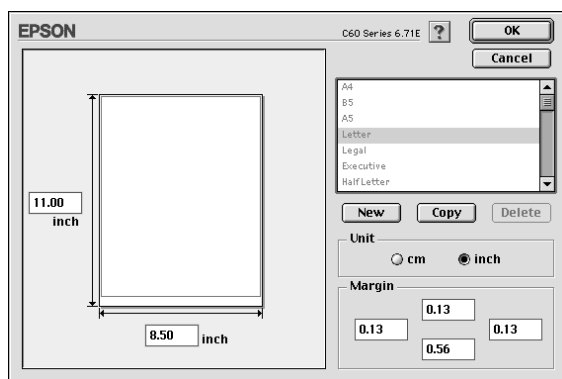 EPSON
C60 Series 6.71E ? OK
Cancel
A4
B5
A5
Letter
Legal
Executive
HalfLetter
New Copy Delete
11.00
inch
Unit
cm inch
Margin
0.13
0.13 0.13
0.56
8.50 inch